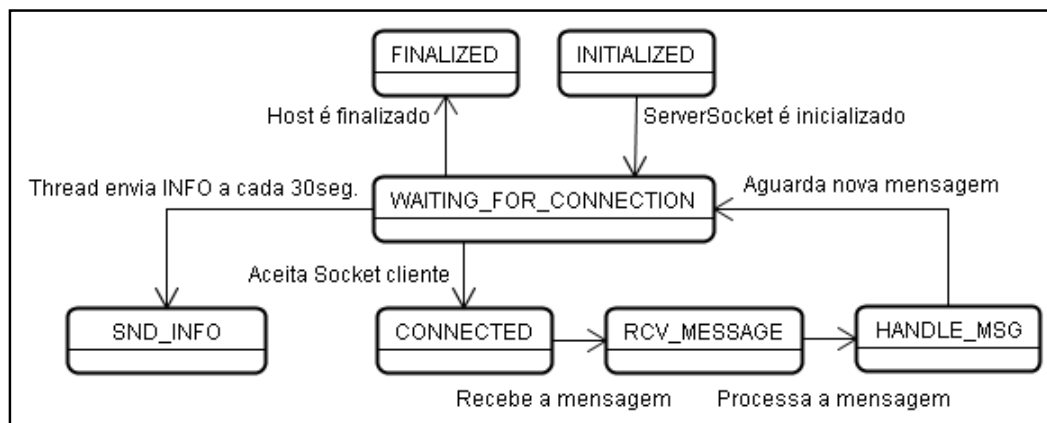 FINALIZED
INITIALIZED
Host é finalizado
ServerSocket é inicializado
Thread envia INFO a cada 30seg.
WAITING_FOR_CONNECTION
Aguarda nova mensagem
Aceita Socket cliente
SND_INFO
CONNECTED
RCV_MESSAGE
HANDLE_MSG
Recebe a mensagem
Processa a mensagem